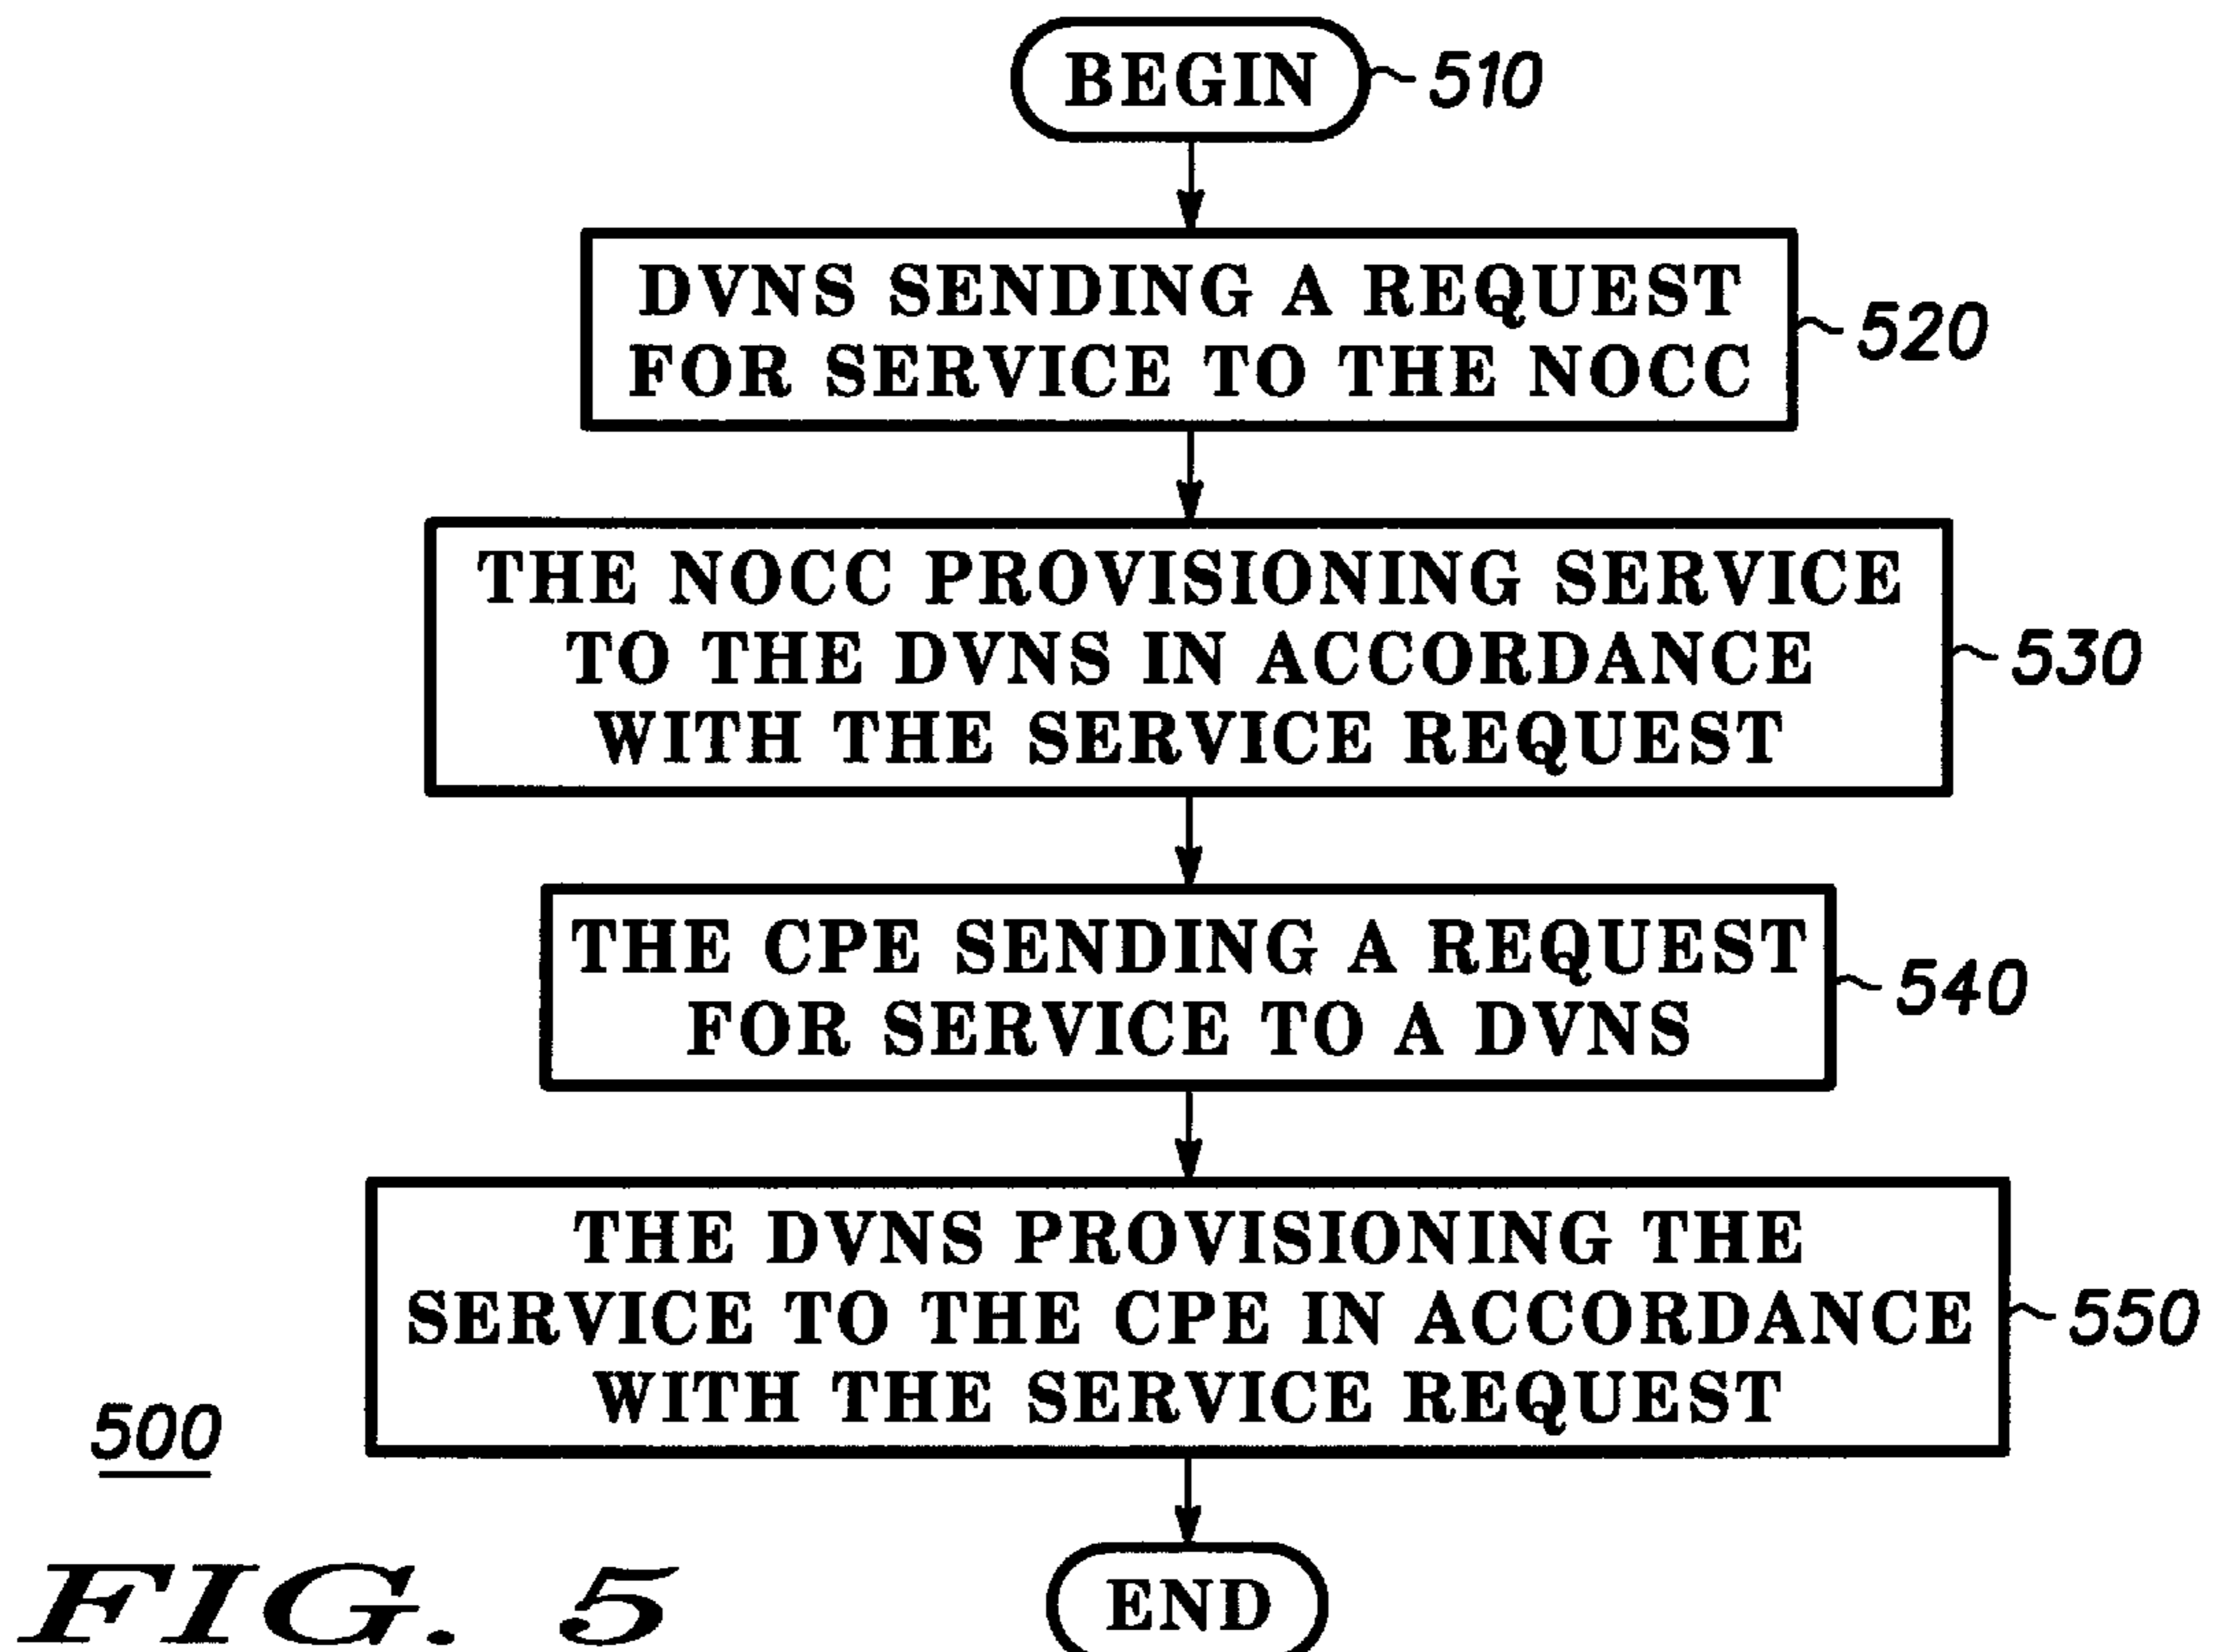 BEGIN
510
DVNS SENDING A REQUEST
FOR SERVICE TO THE NOCC
520
THE NOCC PROVISIONING SERVICE
TO THE DVNS IN ACCORDANCE
WITH THE SERVICE REQUEST
530
THE CPE SENDING A REQUEST
FOR SERVICE TO A DVNS
540
THE DVNS PROVISIONING THE
SERVICE TO THE CPE IN ACCORDANCE
WITH THE SERVICE REQUEST
550
500
END
FIG. 5